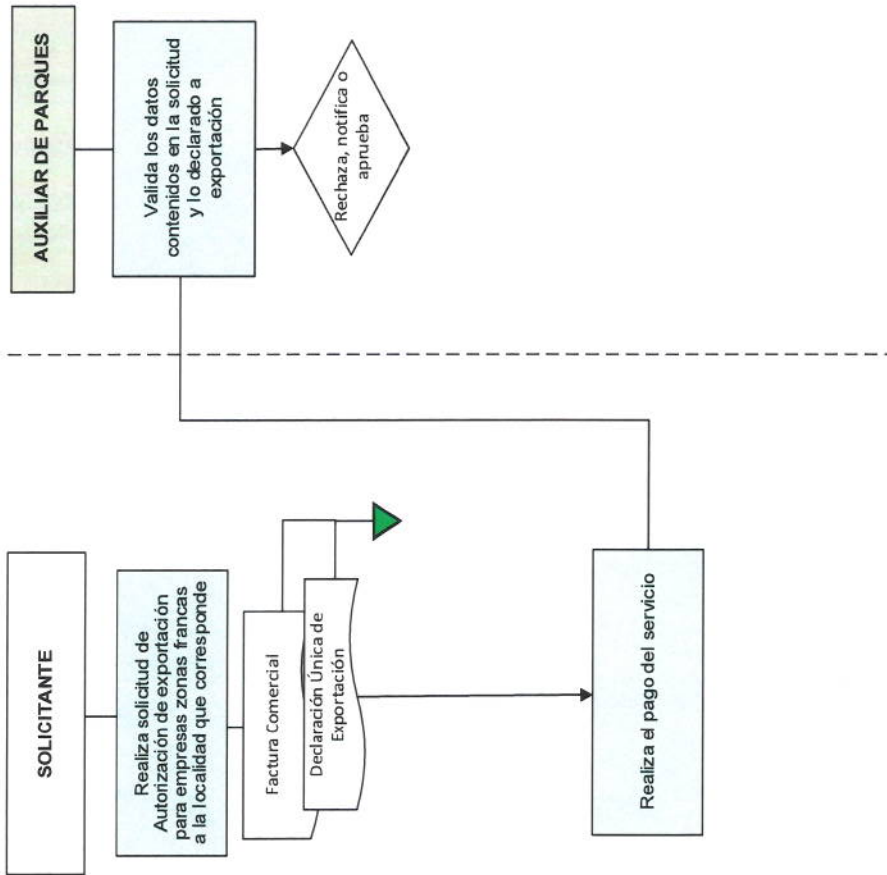 SOLICITANTE
Realiza solicitud de
Autorización de exportación
para empresas zonas francas
a la localidad que corresponde
Factura Comercial
Declaración Única de
Exportación
Realiza el pago del servicio
AUXILIAR DE PARQUES
Valida los datos
contenidos en la solicitud
y lo declarado a
exportación
Rechaza, notifica o
aprueba